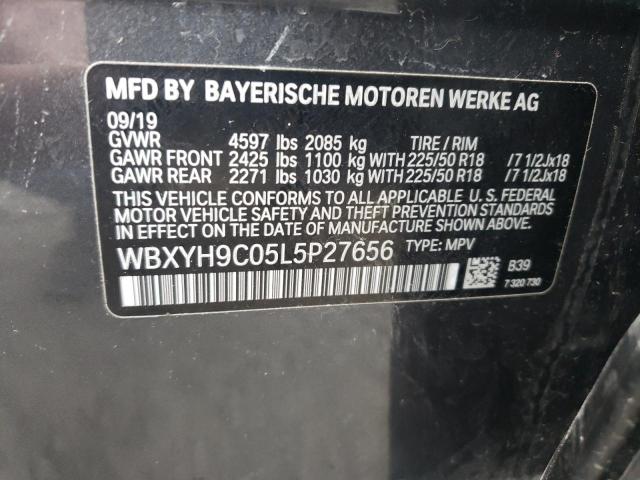 MFD BY BAYERISCHE MOTOREN WERKE AG
09/19
GVWR 4597 lbs 2085 kg TIRE / RIM
GAWR FRONT 2425 lbs 1100 kg WITH 225/50 R18 /7 1/2Jx18
GAWR REAR 2271 lbs 1030 kg WITH 225/50 R18 /7 1/2Jx18
THIS VEHICLE CONFORMS TO ALL APPLICABLE U. S. FEDERAL
MOTOR VEHICLE SAFETY AND THEFT PREVENTION STANDARDS
IN EFFECT ON THE DATE OF MANUFACTURE SHOWN ABOVE.
WBXYH9C05L5P27656 TYPE: MPV
B39
7 320 730